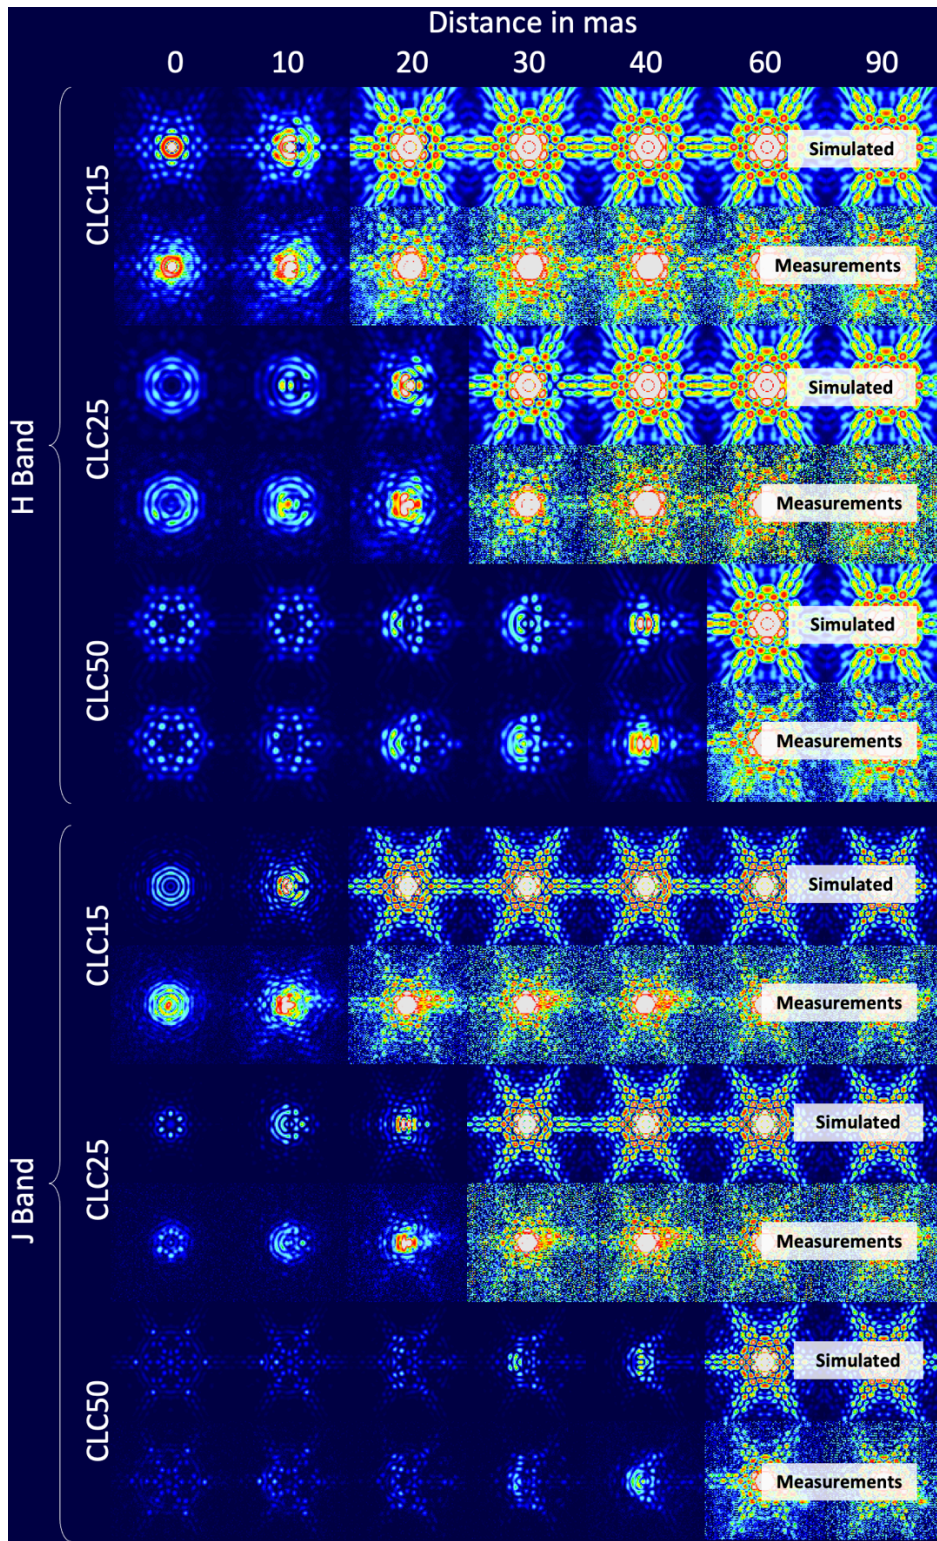 Distance in mas
0 10 20 30 40 60 90
H Band
CLC15
Simulated
Measurements
CLC25
Simulated
Measurements
CLC50
Simulated
Measurements
J Band
CLC15
Simulated
Measurements
CLC25
Simulated
Measurements
CLC50
Simulated
Measurements